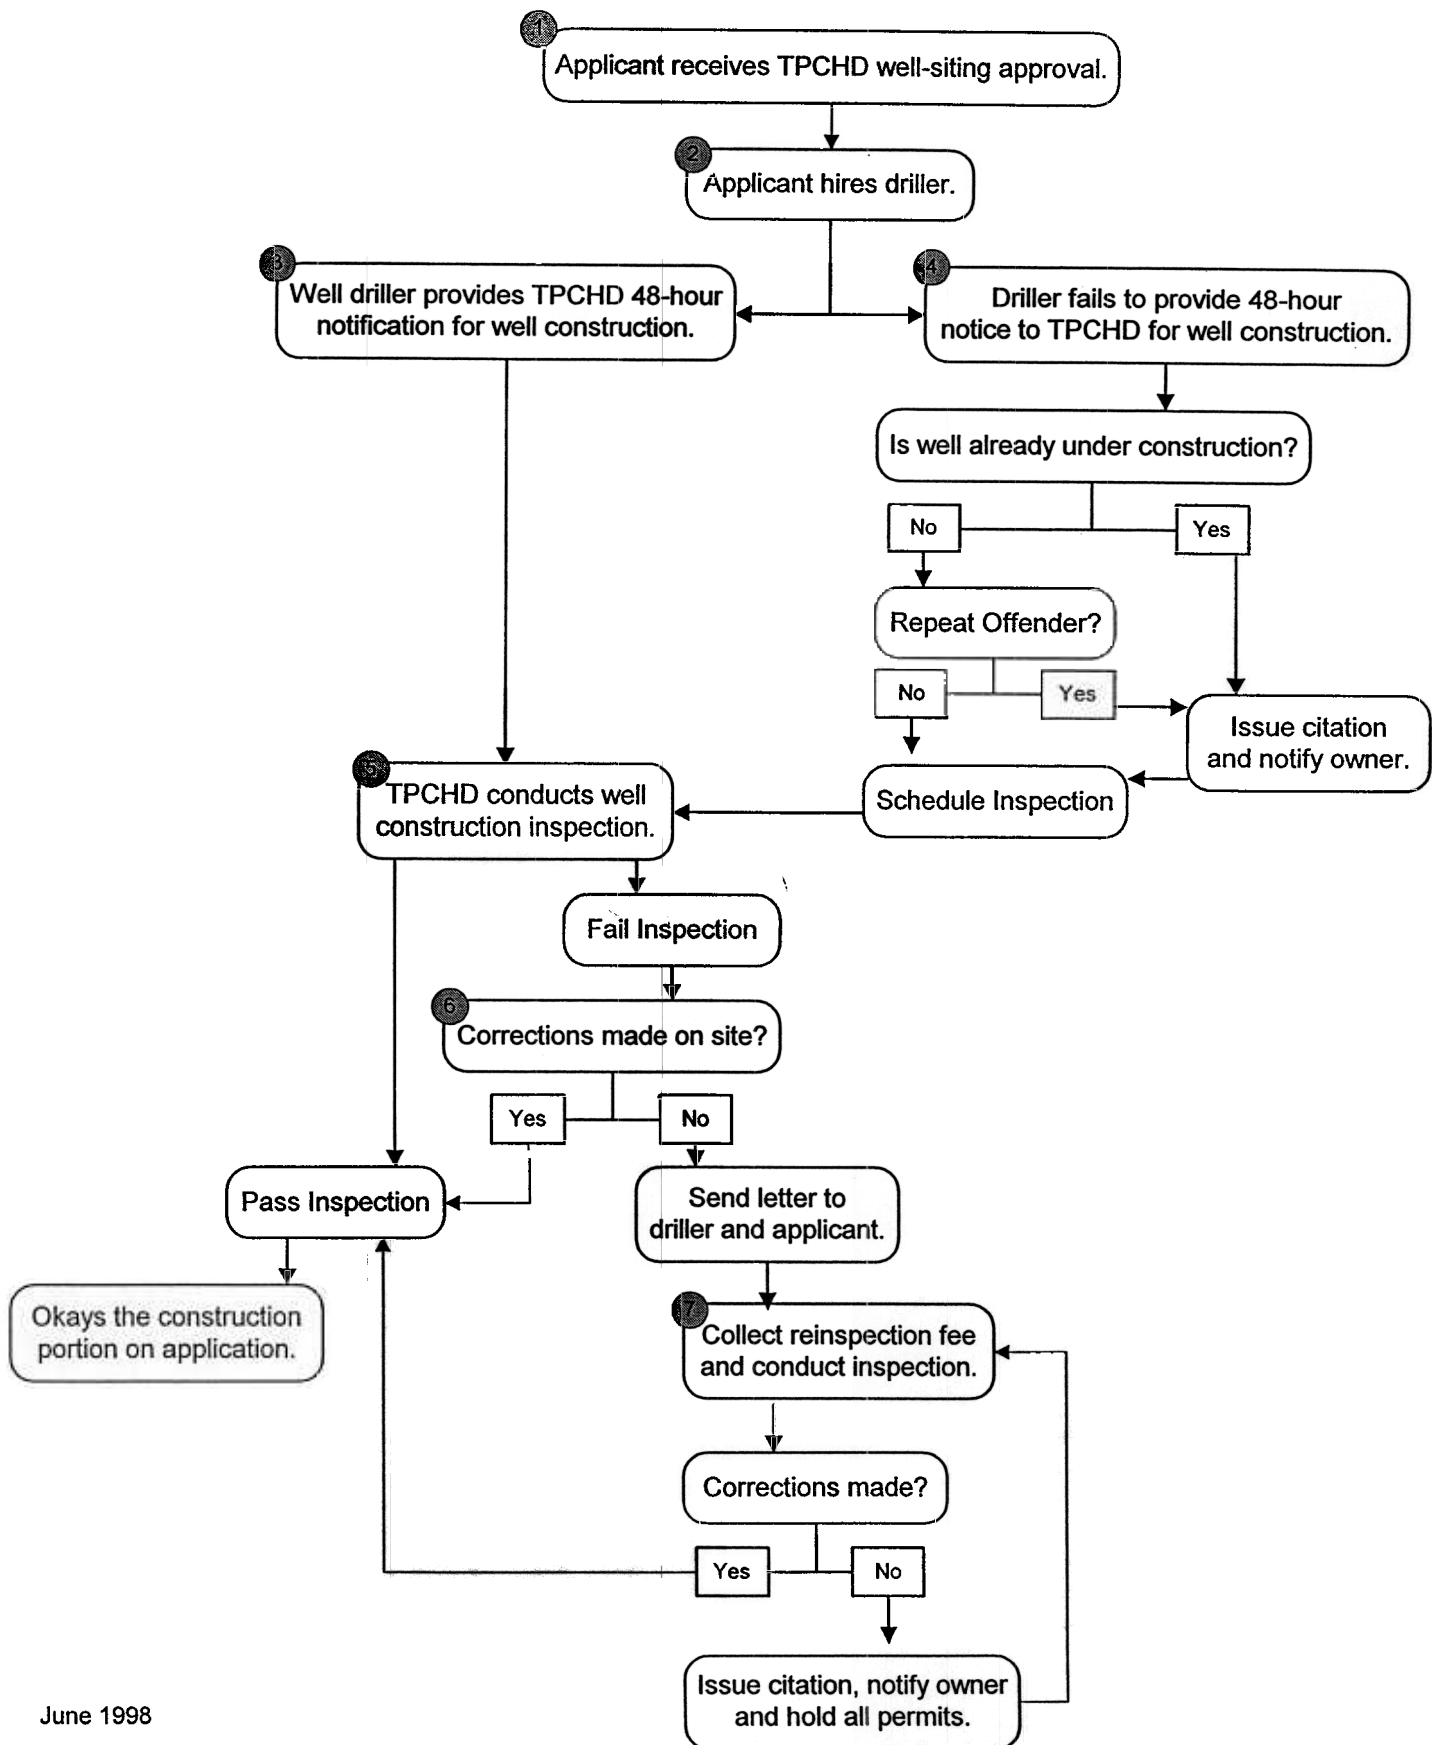 1
Applicant receives TPCHD well-siting approval.
2
Applicant hires driller.
3
Well driller provides TPCHD 48-hour
notification for well construction.
4
Driller fails to provide 48-hour
notice to TPCHD for well construction.
Is well already under construction?
No
Yes
Repeat Offender?
No
Yes
Issue citation
and notify owner.
Schedule Inspection
5
TPCHD conducts well
construction inspection.
Fail Inspection
6
Corrections made on site?
Yes
No
Pass Inspection
Send letter to
driller and applicant.
Okays the construction
portion on application.
7
Collect reinspection fee
and conduct inspection.
Corrections made?
Yes
No
Issue citation, notify owner
and hold all permits.
June 1998